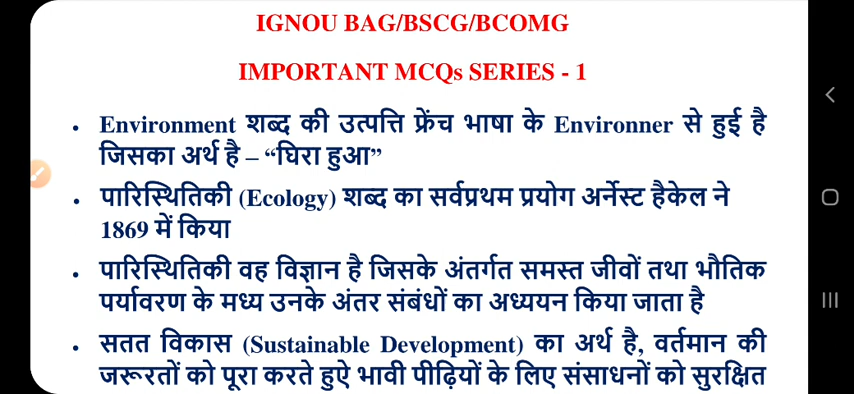 IGNOU BAG/BSCG/BCOMG
IMPORTANT MCQs SERIES - 1
• Environment शब्द की उत्पत्ति फ्रेंच भाषा के Environner से हुई है
जिसका अर्थ है – “घिरा हुआ”
• पारिस्थितिकी (Ecology) शब्द का सर्वप्रथम प्रयोग अर्नेस्ट हैकेल ने
1869 में किया
• पारिस्थितिकी वह विज्ञान है जिसके अंतर्गत समस्त जीवों तथा भौतिक
पर्यावरण के मध्य उनके अंतर संबंधों का अध्ययन किया जाता है
• सतत विकास (Sustainable Development) का अर्थ है, वर्तमान की
जरूरतों को पूरा करते हुऐ भावी पीढ़ियों के लिए संसाधनों को सुरक्षित